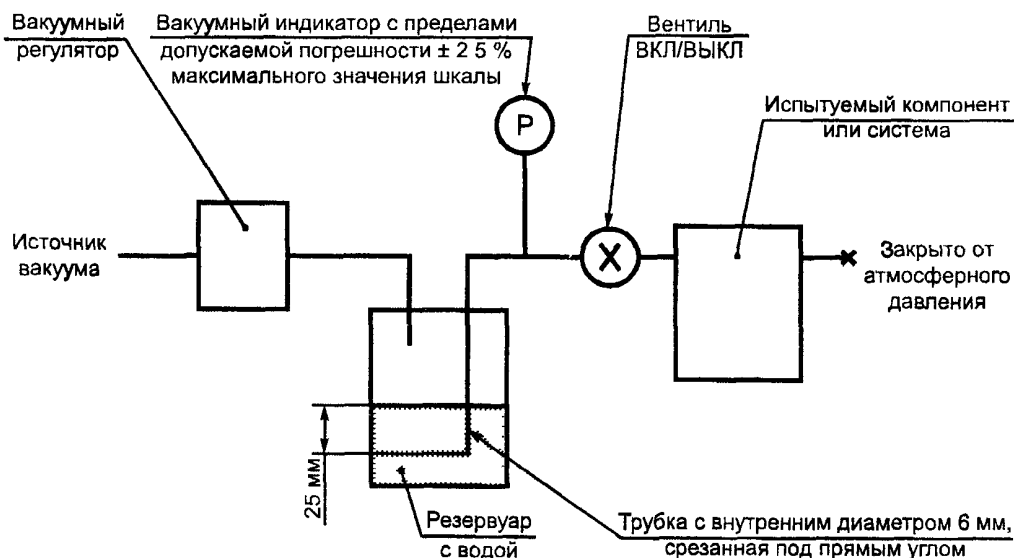 Вакуумный
регулятор
Вакуумный индикатор с пределами
допускаемой погрешности ± 2 5 %
максимального значения шкалы
Вентиль
ВКЛ/ВЫКЛ
Испытуемый компонент
или система
P
Источник
вакуума
X
Закрыто от
атмосферного
давления
25 мм
Резервуар
с водой
Трубка с внутренним диаметром 6 мм,
срезанная под прямым углом